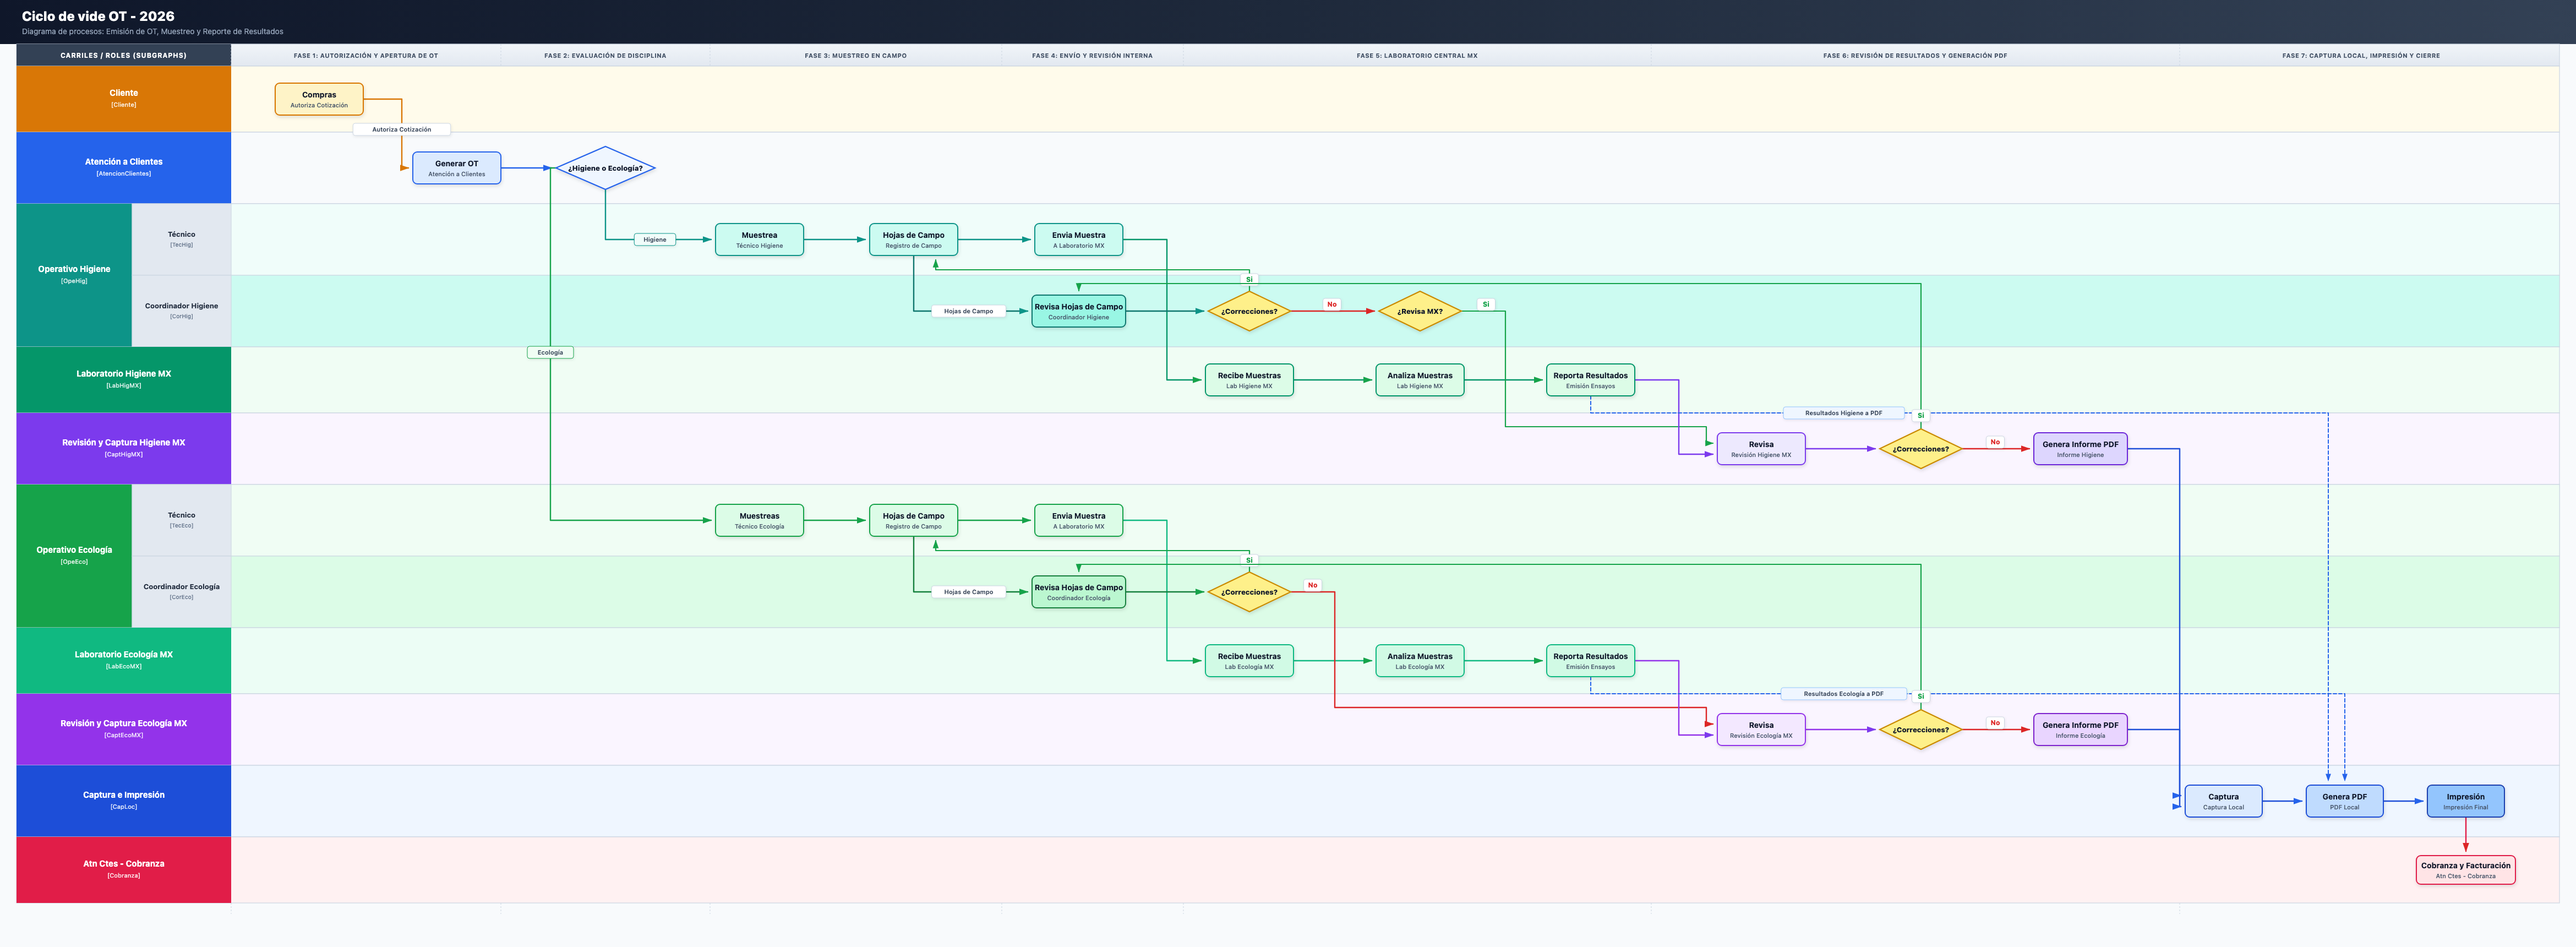 Ciclo de vide OT - 2026
Diagrama de procesos: Emisión de OT, Muestreo y Reporte de Resultados
CARRILES / ROLES (SUBGRAPHS)
FASE 1: AUTORIZACIÓN Y APERTURA DE OT
FASE 2: EVALUACIÓN DE DISCIPLINA
FASE 3: MUESTREO EN CAMPO
FASE 4: ENVÍO Y REVISIÓN INTERNA
FASE 5: LABORATORIO CENTRAL MX
FASE 6: REVISIÓN DE RESULTADOS Y GENERACIÓN PDF
FASE 7: CAPTURA LOCAL, IMPRESIÓN Y CIERRE
Cliente
[Cliente]
Compras
Autoriza Cotización
Autoriza Cotización
Atención a Clientes
[AtencionClientes]
Generar OT
Atención a Clientes
¿Higiene o Ecología?
Operativo Higiene
[OpeHig]
Técnico
[TecHig]
Higiene
Muestrea
Técnico Higiene
Hojas de Campo
Registro de Campo
Envia Muestra
A Laboratorio MX
Coordinador Higiene
[CorHig]
Hojas de Campo
Revisa Hojas de Campo
Coordinador Higiene
Si
¿Correcciones?
No
¿Revisa MX?
Si
Ecología
Laboratorio Higiene MX
[LabHigMX]
Recibe Muestras
Lab Higiene MX
Analiza Muestras
Lab Higiene MX
Reporta Resultados
Emisión Ensayos
Resultados Higiene a PDF
Si
Revisión y Captura Higiene MX
[CaptHigMX]
Revisa
Revisión Higiene MX
¿Correcciones?
No
Genera Informe PDF
Informe Higiene
Operativo Ecología
[OpeEco]
Técnico
[TecEco]
Muestreas
Técnico Ecología
Hojas de Campo
Registro de Campo
Envia Muestra
A Laboratorio MX
Coordinador Ecología
[CorEco]
Hojas de Campo
Revisa Hojas de Campo
Coordinador Ecología
Si
¿Correcciones?
No
Laboratorio Ecología MX
[LabEcoMX]
Recibe Muestras
Lab Ecología MX
Analiza Muestras
Lab Ecología MX
Reporta Resultados
Emisión Ensayos
Resultados Ecología a PDF
Si
Revisión y Captura Ecología MX
[CaptEcoMX]
Revisa
Revisión Ecología MX
¿Correcciones?
No
Genera Informe PDF
Informe Ecología
Captura e Impresión
[CapLoc]
Captura
Captura Local
Genera PDF
PDF Local
Impresión
Impresión Final
Atn Ctes - Cobranza
[Cobranza]
Cobranza y Facturación
Atn Ctes - Cobranza